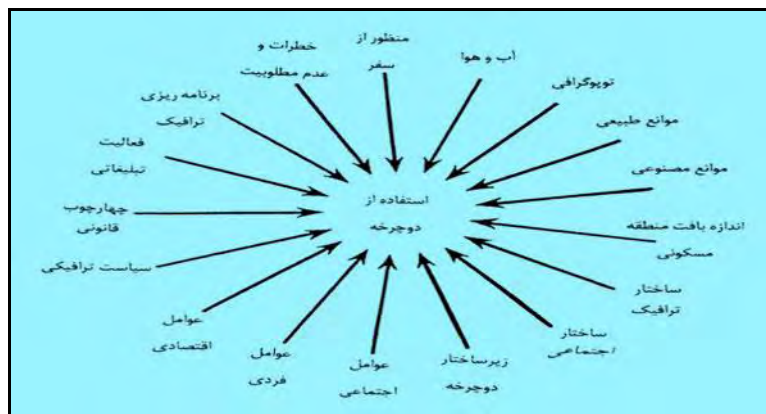 منظور از
سفر
آب و هوا
توپوگرافی
موانع طبیعی
موانع مصنوعی
اندازه بافت منطقه
مسکونی
ساختار
ترافیک
ساختار
اجتماعی
زیرساختار
دوچرخه
عوامل
اجتماعی
عوامل
فردی
عوامل
اقتصادی
سیاست ترافیکی
چهارچوب
قانونی
فعالیت
تبلیغاتی
برنامه ریزی
ترافیک
خطرات و
عدم مطلوبیت
استفاده از
دوچرخه